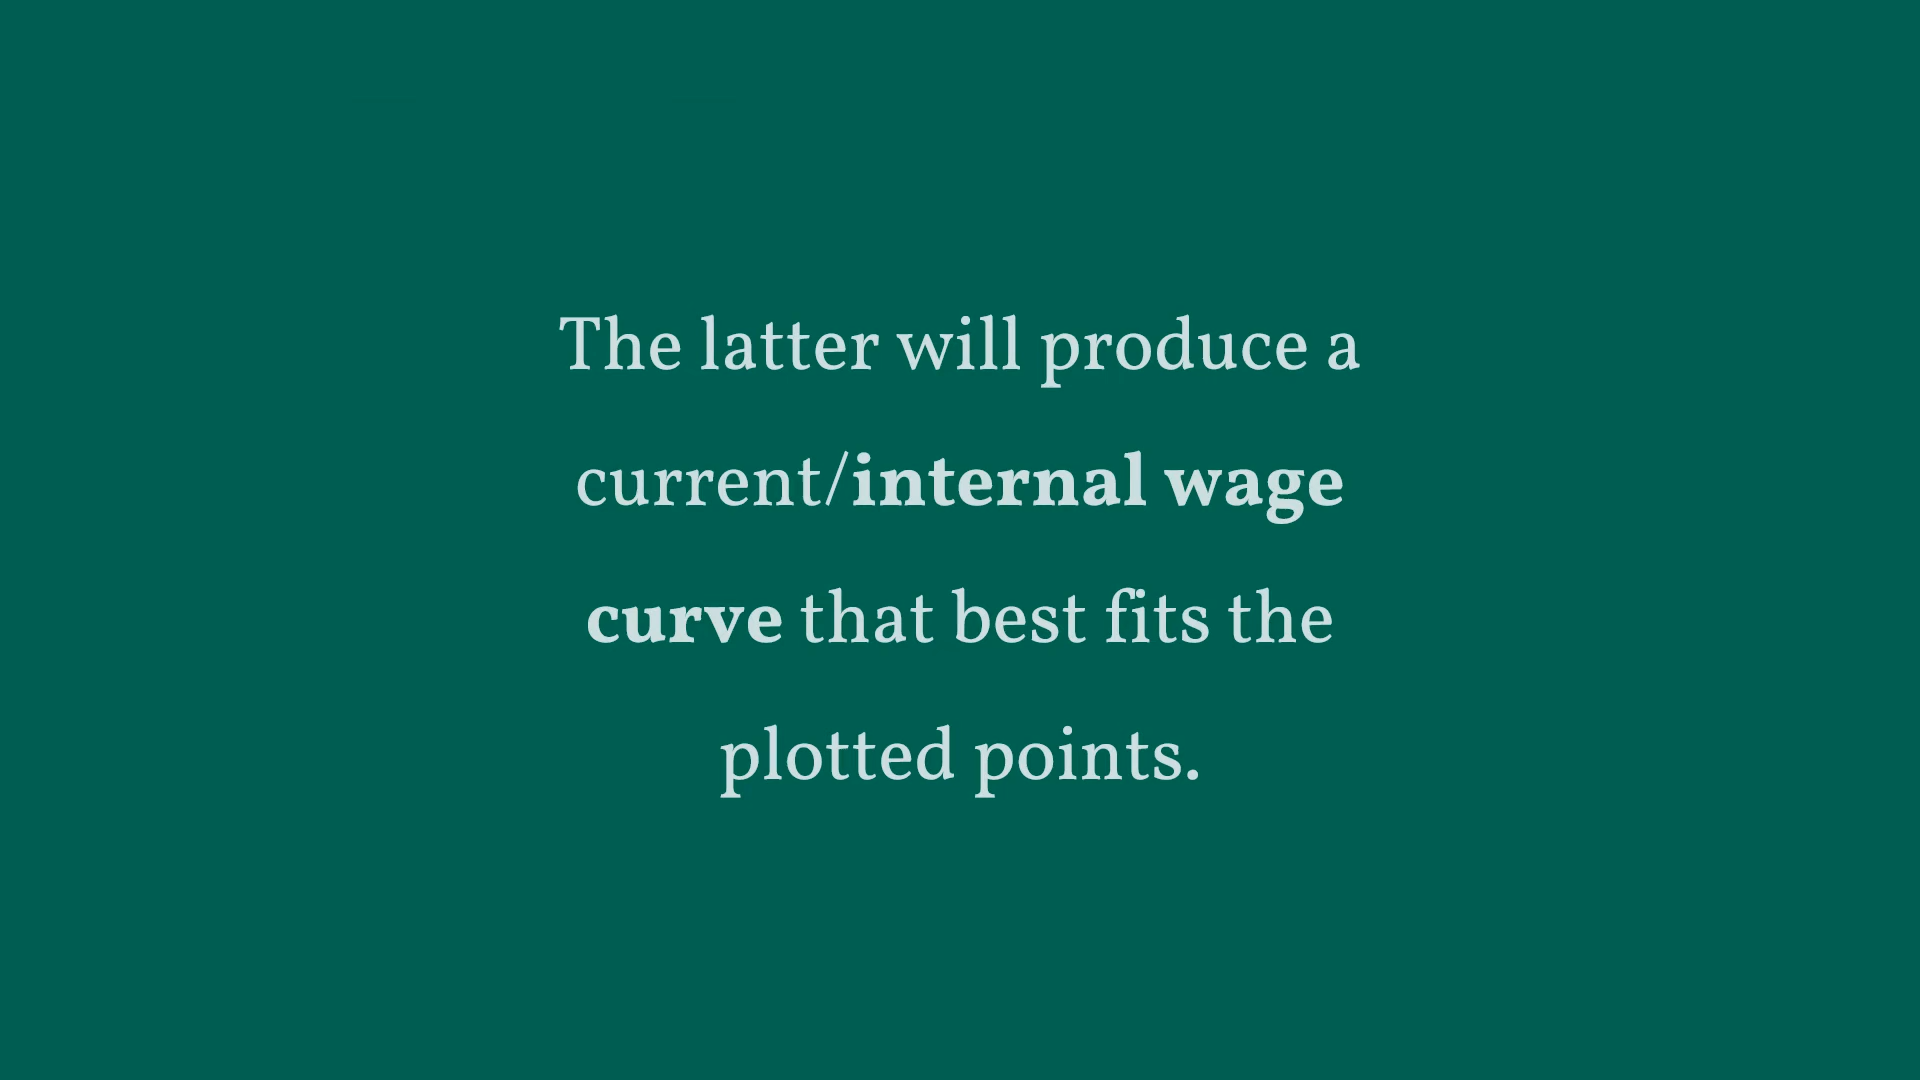 The latter will produce a
current/internal wage
curve that best fits the
plotted points.